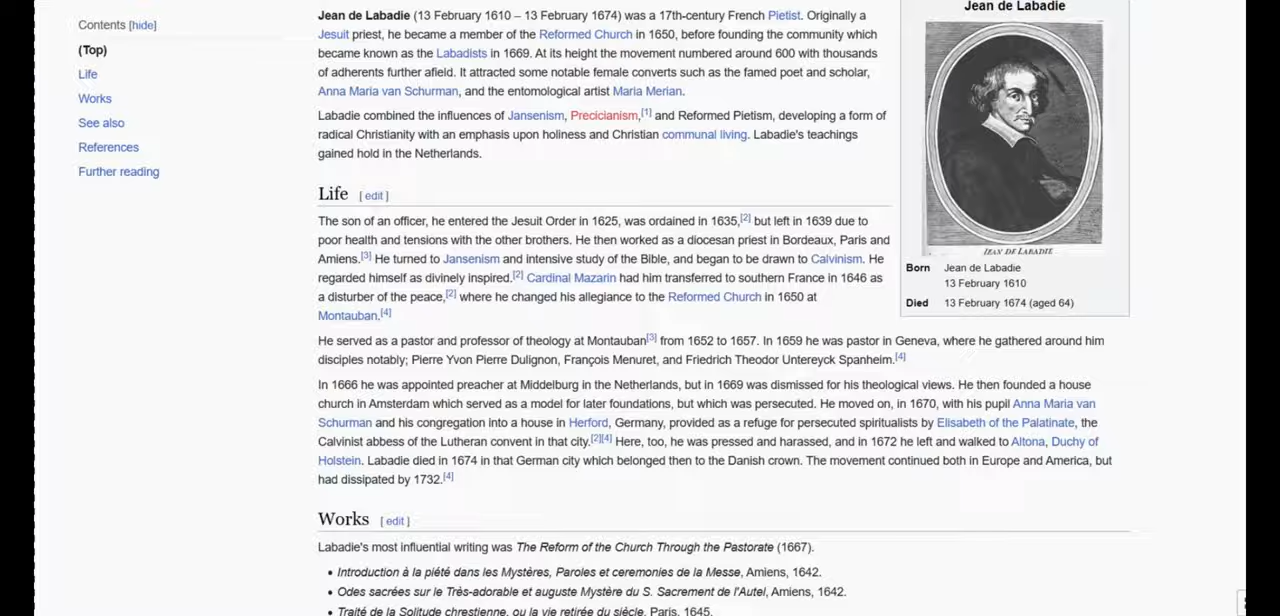 Contents [hide]
(Top)
Life
Works
See also
References
Further reading
Jean de Labadie (13 February 1610 – 13 February 1674) was a 17th-century French Pietist. Originally a
Jesuit priest, he became a member of the Reformed Church in 1650, before founding the community which
became known as the Labadists in 1669. At its height the movement numbered around 600 with thousands
of adherents further afield. It attracted some notable female converts such as the famed poet and scholar,
Anna Maria van Schurman, and the entomological artist Maria Merian.
Labadie combined the influences of Jansenism, Precicianism,[1] and Reformed Pietism, developing a form of
radical Christianity with an emphasis upon holiness and Christian communal living. Labadie's teachings
gained hold in the Netherlands.
Jean de Labadie
JEAN DE LABADIE
Born Jean de Labadie
13 February 1610
Died 13 February 1674 (aged 64)
Life [ edit ]
The son of an officer, he entered the Jesuit Order in 1625, was ordained in 1635,[2] but left in 1639 due to
poor health and tensions with the other brothers. He then worked as a diocesan priest in Bordeaux, Paris and
Amiens.[3] He turned to Jansenism and intensive study of the Bible, and began to be drawn to Calvinism. He
regarded himself as divinely inspired.[2] Cardinal Mazarin had him transferred to southern France in 1646 as
a disturber of the peace,[2] where he changed his allegiance to the Reformed Church in 1650 at
Montauban.[4]
He served as a pastor and professor of theology at Montauban[3] from 1652 to 1657. In 1659 he was pastor in Geneva, where he gathered around him
disciples notably; Pierre Yvon Pierre Dulignon, François Menuret, and Friedrich Theodor Untereyck Spanheim.[4]
In 1666 he was appointed preacher at Middelburg in the Netherlands, but in 1669 was dismissed for his theological views. He then founded a house
church in Amsterdam which served as a model for later foundations, but which was persecuted. He moved on, in 1670, with his pupil Anna Maria van
Schurman and his congregation into a house in Herford, Germany, provided as a refuge for persecuted spiritualists by Elisabeth of the Palatinate, the
Calvinist abbess of the Lutheran convent in that city.[2][4] Here, too, he was pressed and harassed, and in 1672 he left and walked to Altona, Duchy of
Holstein. Labadie died in 1674 in that German city which belonged then to the Danish crown. The movement continued both in Europe and America, but
had dissipated by 1732.[4]
Works [ edit ]
Labadie's most influential writing was The Reform of the Church Through the Pastorate (1667).
• Introduction à la piété dans les Mystères, Paroles et ceremonies de la Messe, Amiens, 1642.
• Odes sacrées sur le Très-adorable et auguste Mystère du S. Sacrement de l'Autel, Amiens, 1642.
• Traité de la Solitude chrestienne, ou la vie retirée du siècle, Paris, 1645.